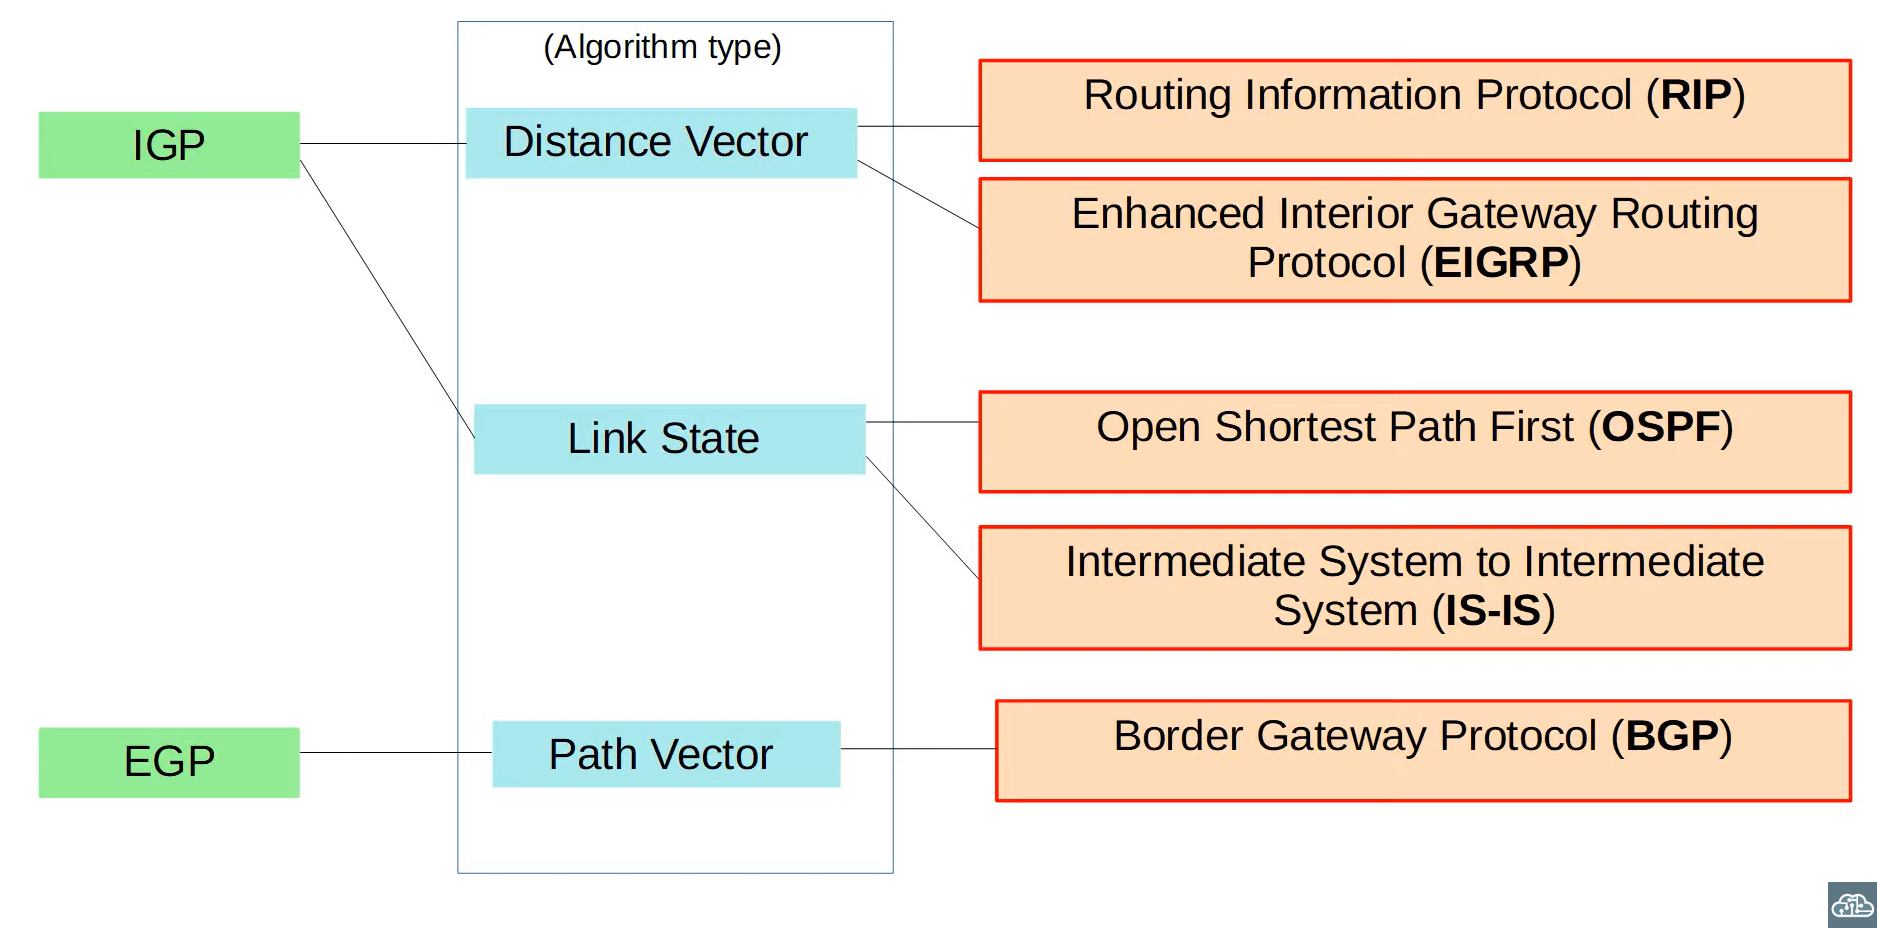 (Algorithm type)
IGP
Distance Vector
Routing Information Protocol (RIP)
Enhanced Interior Gateway Routing
Protocol (EIGRP)
Link State
Open Shortest Path First (OSPF)
Intermediate System to Intermediate
System (IS-IS)
EGP
Path Vector
Border Gateway Protocol (BGP)